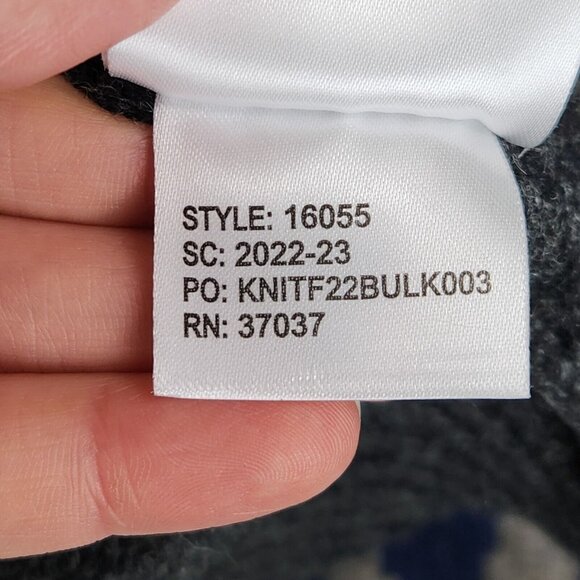 STYLE: 16055
SC: 2022-23
PO: KNITF22BULK003
RN: 37037